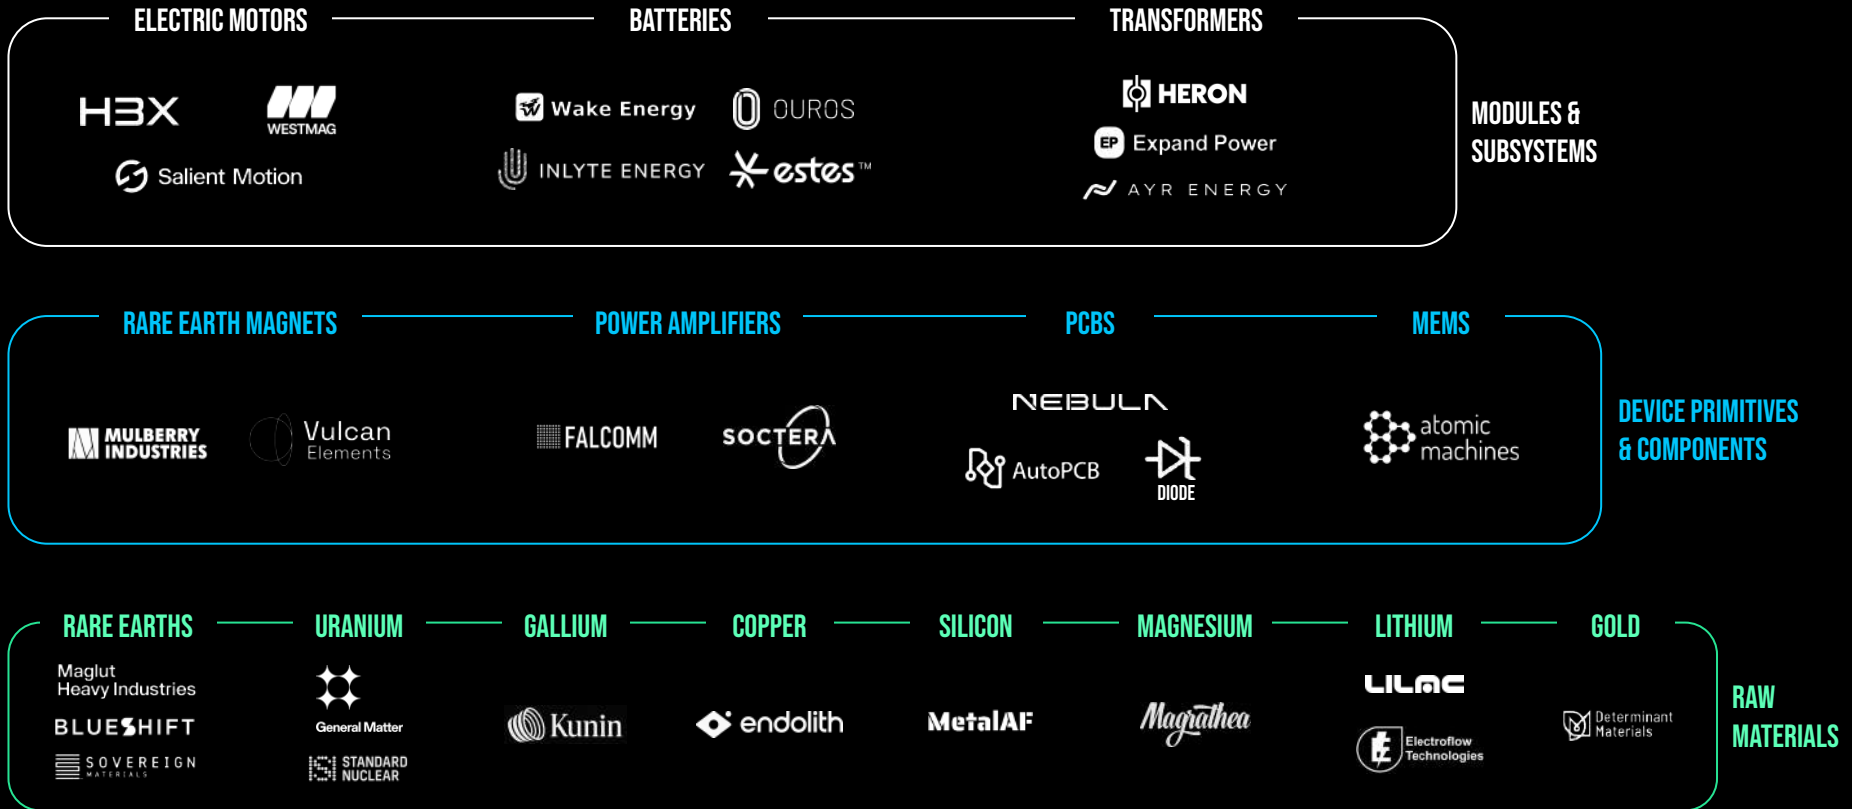 ELECTRIC MOTORS
BATTERIES
TRANSFORMERS
H3X
WESTMAG
Salient Motion
Wake Energy
OUROS
INLYTE ENERGY
estes™
HERON
EP Expand Power
AYR ENERGY
MODULES &
SUBSYSTEMS
RARE EARTH MAGNETS
POWER AMPLIFIERS
PCBS
MEMS
MULBERRY
INDUSTRIES
Vulcan
Elements
FALCOMM
SOCTERA
NEBULA
AutoPCB
DIODE
atomic
machines
DEVICE PRIMITIVES
& COMPONENTS
RARE EARTHS
URANIUM
GALLIUM
COPPER
SILICON
MAGNESIUM
LITHIUM
GOLD
Maglut
Heavy Industries
BLUESHIFT
SOVEREIGN
MATERIALS
General Matter
STANDARD
NUCLEAR
Kunin
endolith
MetalAF
Magrathea
LILAC
Electroflow
Technologies
Determinant
Materials
RAW
MATERIALS